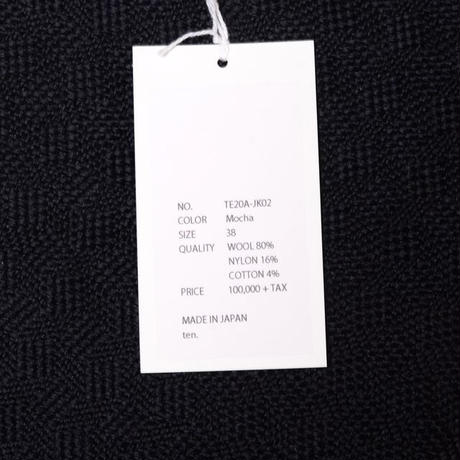 NO. TE20A-JK02
COLOR Mocha
SIZE 38
QUALITY WOOL 80%
NYLON 16%
COTTON 4%
PRICE 100,000 + TAX
MADE IN JAPAN
ten.